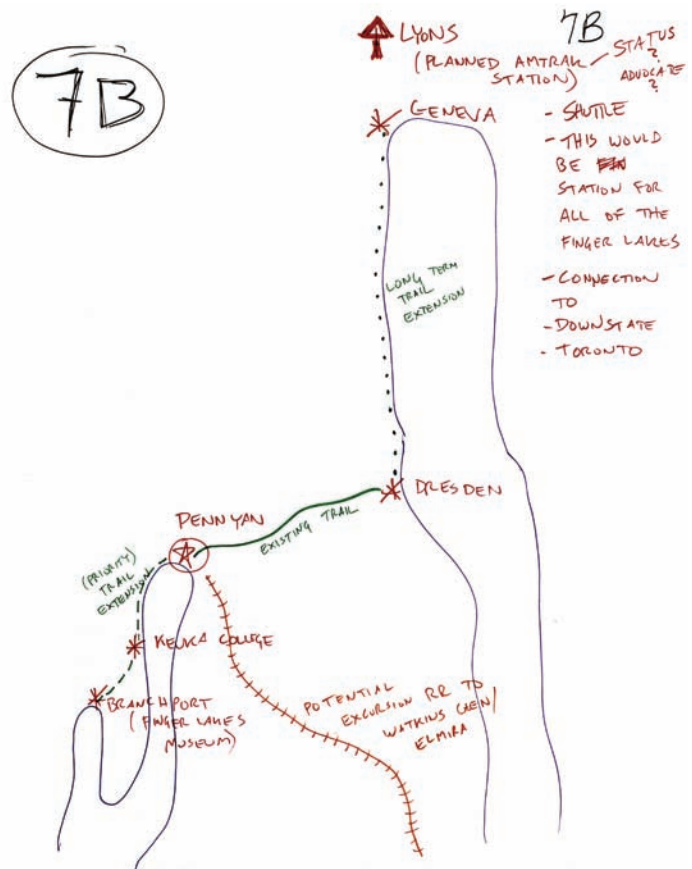 7B
7B
LYONS
(PLANNED AMTRAK
STATION)
STATUS
?
ADVOCATE
?
GENEVA
- SHUTTLE
- THIS WOULD
BE
STATION FOR
ALL OF THE
FINGER LAKES
- CONNECTION
TO
- DOWNSTATE
- TORONTO
LONG TERM
TRAIL
EXTENSION
DRESDEN
PENNYAN
EXISTING TRAIL
(PRIORITY)
TRAIL
EXTENSION
KEUKA COLLEGE
BRANCHPORT
(FINGER LAKES
MUSEUM)
POTENTIAL
EXCURSION RR TO
WATKINS GLEN/
ELMIRA